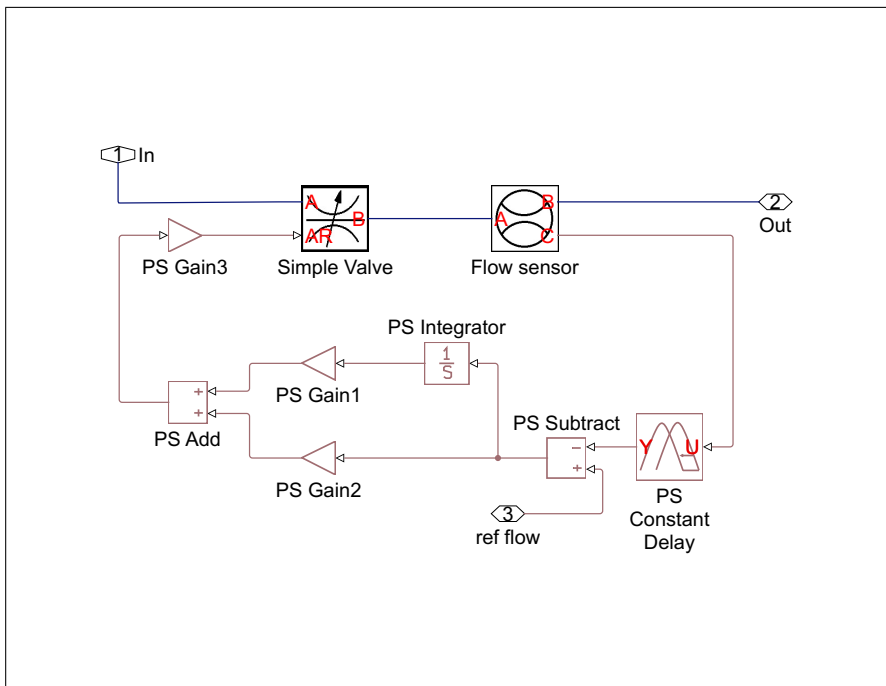 1 In
A
B
AR
Simple Valve
A
B
C
Flow sensor
2
Out
PS Gain3
PS Integrator
1
S
PS Gain1
+
+
PS Add
PS Gain2
PS Subtract
−
+
Y U
PS
Constant
Delay
3
ref flow